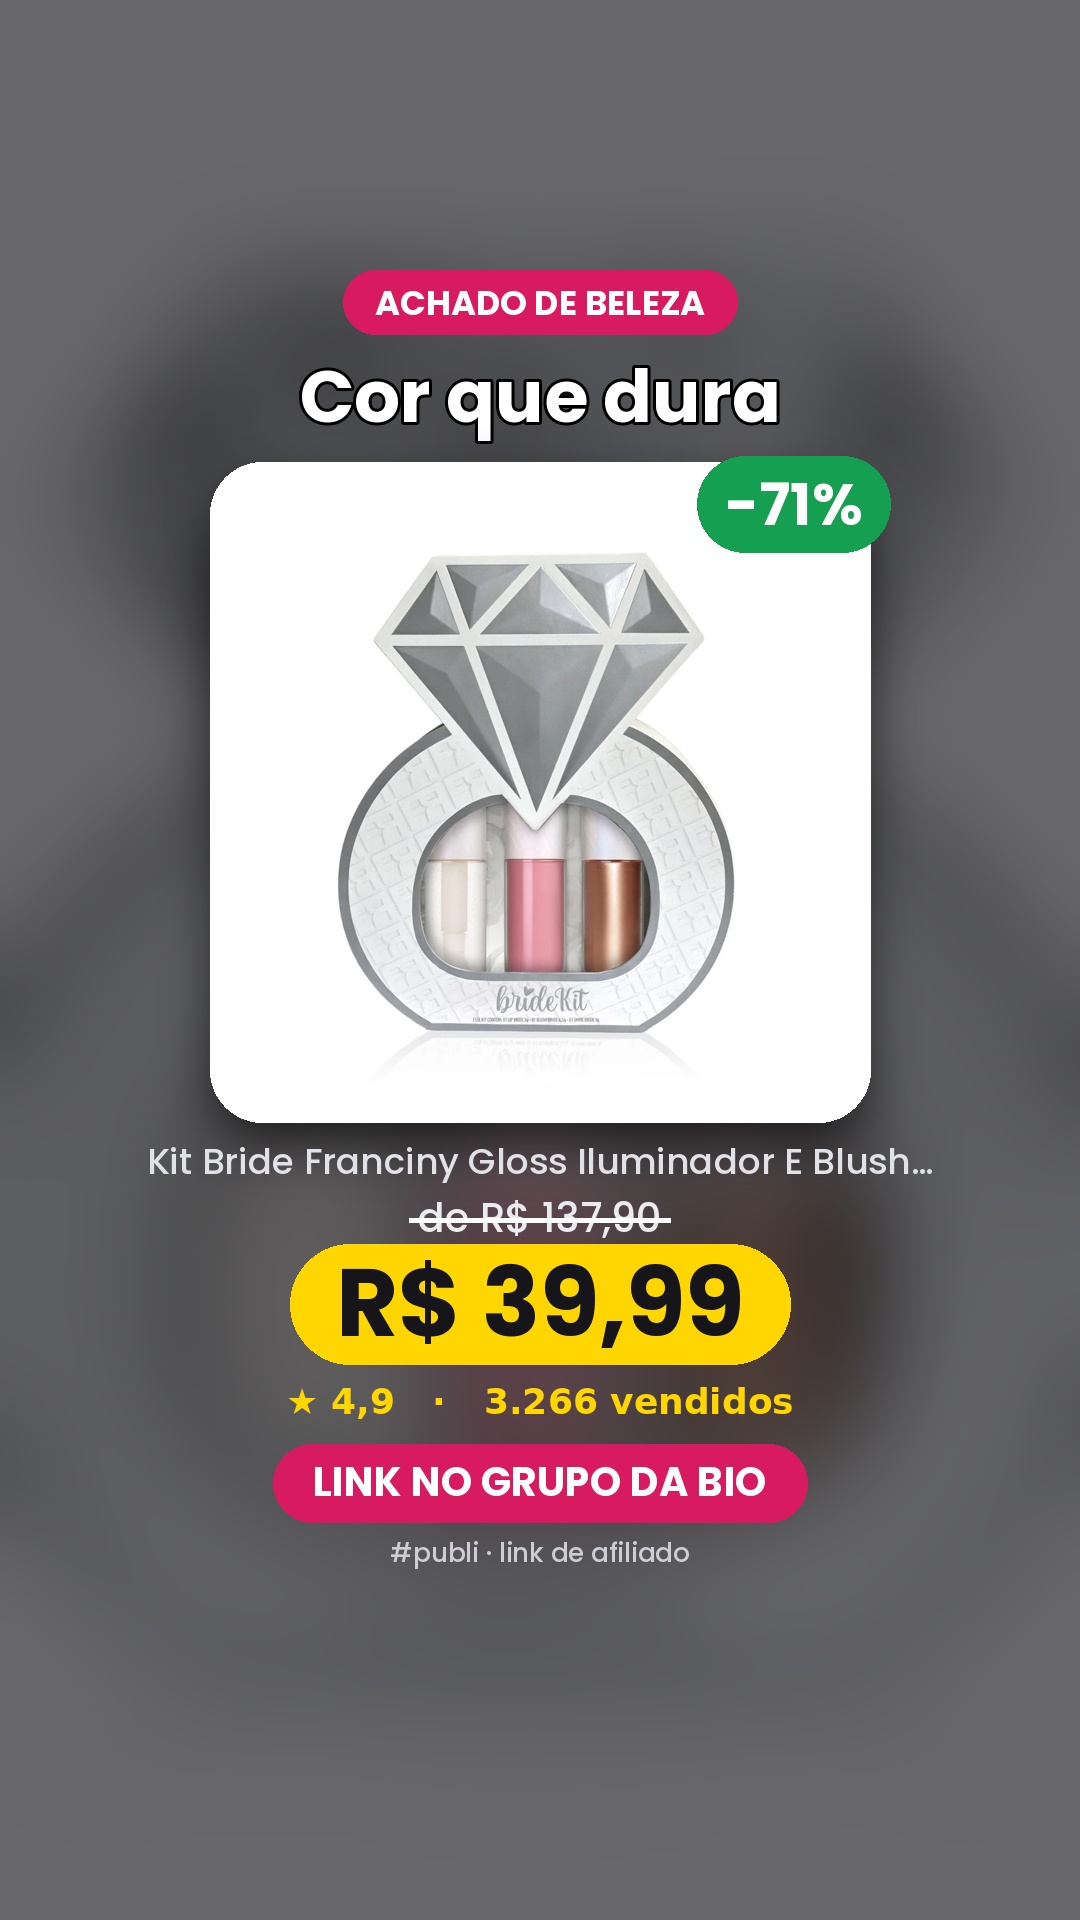 ACHADO DE BELEZA
Cor que dura
-71%
brideKit
Kit Bride Franciny Gloss Iluminador E Blush...
de R$ 137,90
R$ 39,99
★ 4,9 · 3.266 vendidos
LINK NO GRUPO DA BIO
#publi · link de afiliado